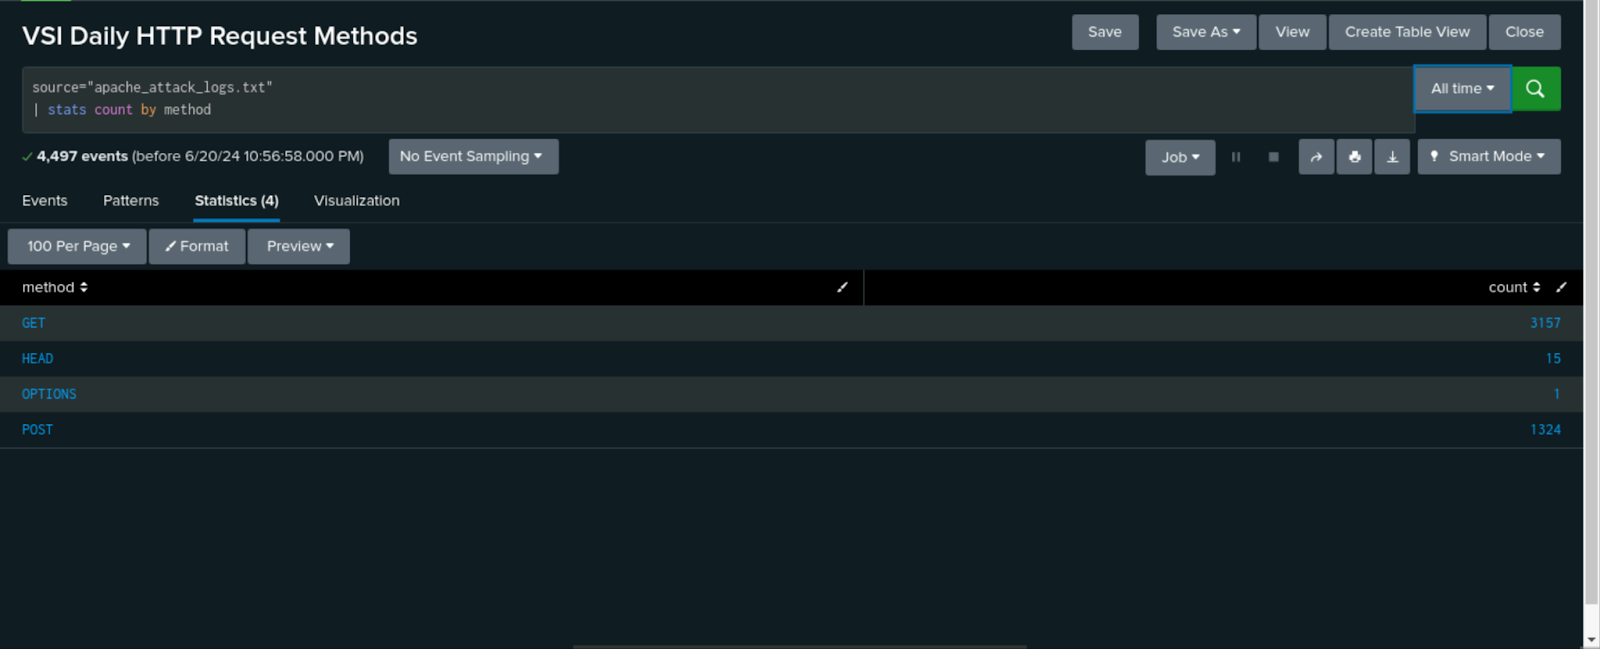 VSI Daily HTTP Request Methods
Save
Save As
View
Create Table View
Close
source="apache_attack_logs.txt"
| stats count by method
All time
4,497 events (before 6/20/24 10:56:58.000 PM)
No Event Sampling
Job
Smart Mode
Events
Patterns
Statistics (4)
Visualization
100 Per Page
Format
Preview
method
count
GET 3157
HEAD 15
OPTIONS 1
POST 1324